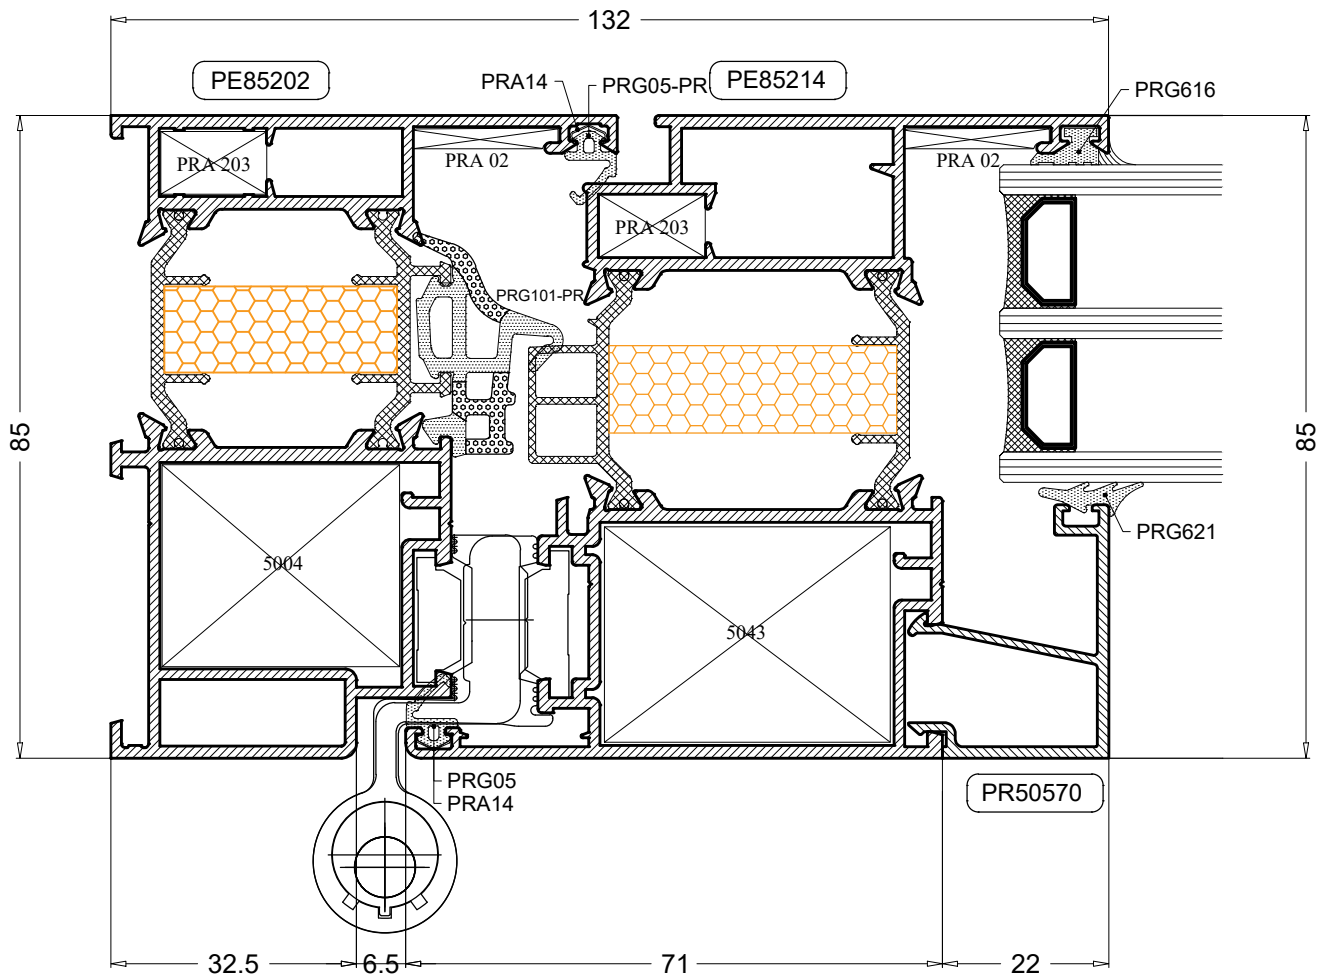 132
PE85202
PRA14
PRG05-PR
PE85214
PRG616
PRA 203
PRA 02
PRA 02
PRA 203
PRG101-PR
85
85
PRG621
5004
5043
PRG05
PRA14
PR50570
32.5
6.5
71
22